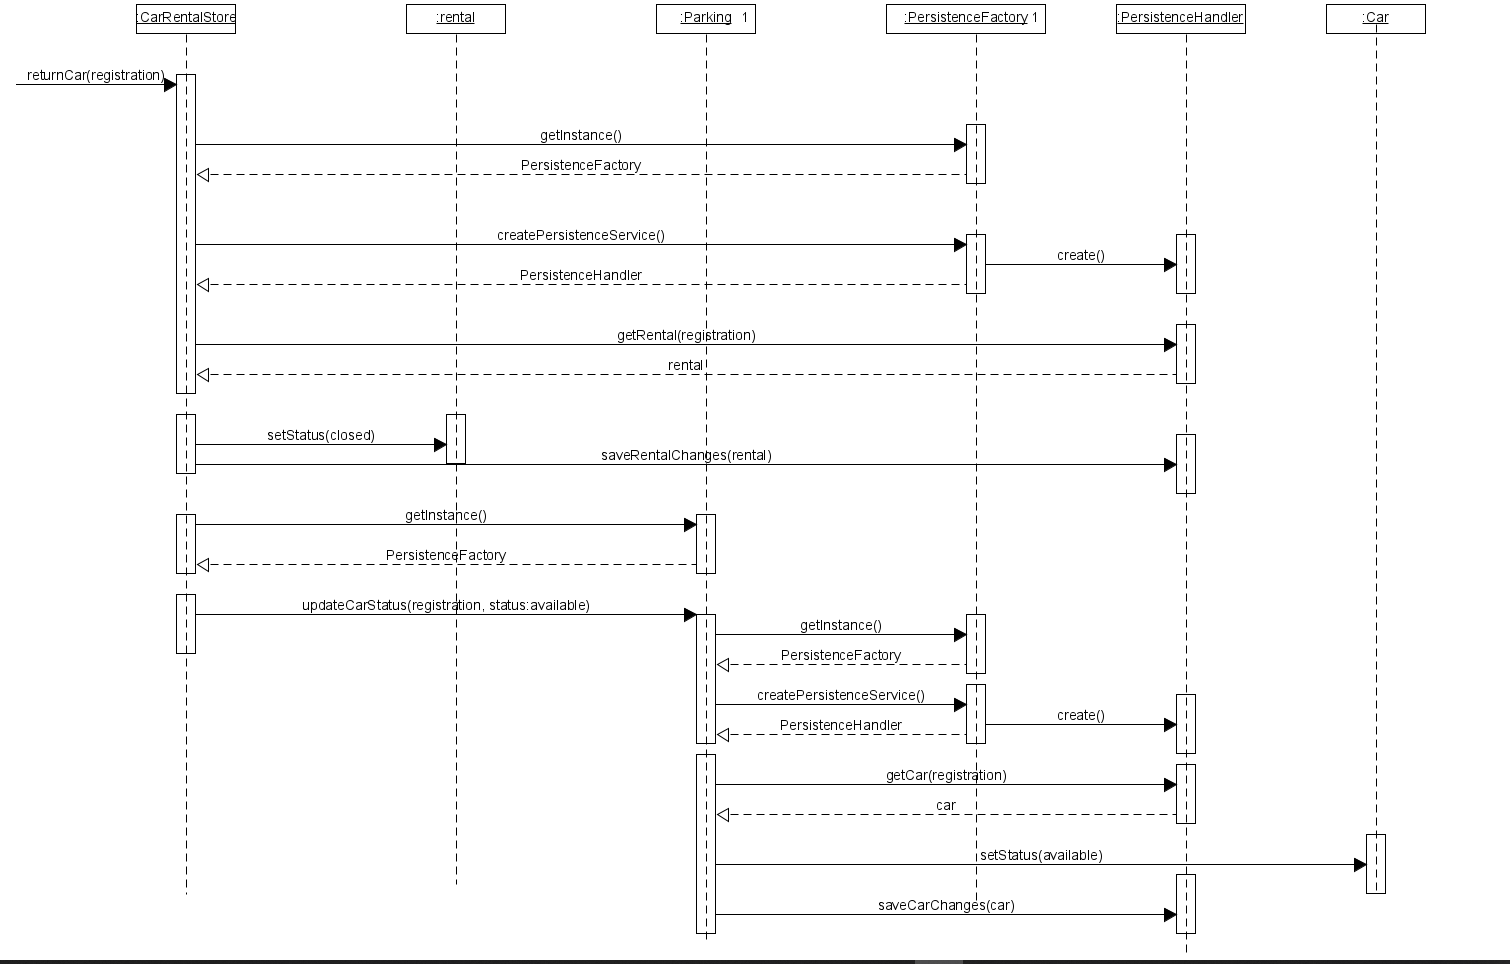 :CarRentalStore
:rental
:Parking 1
:PersistenceFactory 1
:PersistenceHandler
:Car
returnCar(registration)
getInstance()
PersistenceFactory
createPersistenceService()
create()
PersistenceHandler
getRental(registration)
rental
setStatus(closed)
saveRentalChanges(rental)
getInstance()
PersistenceFactory
updateCarStatus(registration, status:available)
getInstance()
PersistenceFactory
createPersistenceService()
create()
PersistenceHandler
getCar(registration)
car
setStatus(available)
saveCarChanges(car)